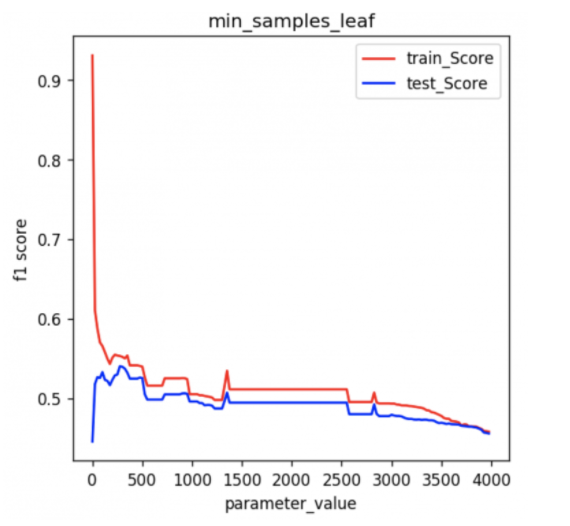 min_samples_leaf
train_Score
test_Score
0.9
0.8
0.7
0.6
0.5
f1 score
0 500 1000 1500 2000 2500 3000 3500 4000
parameter_value